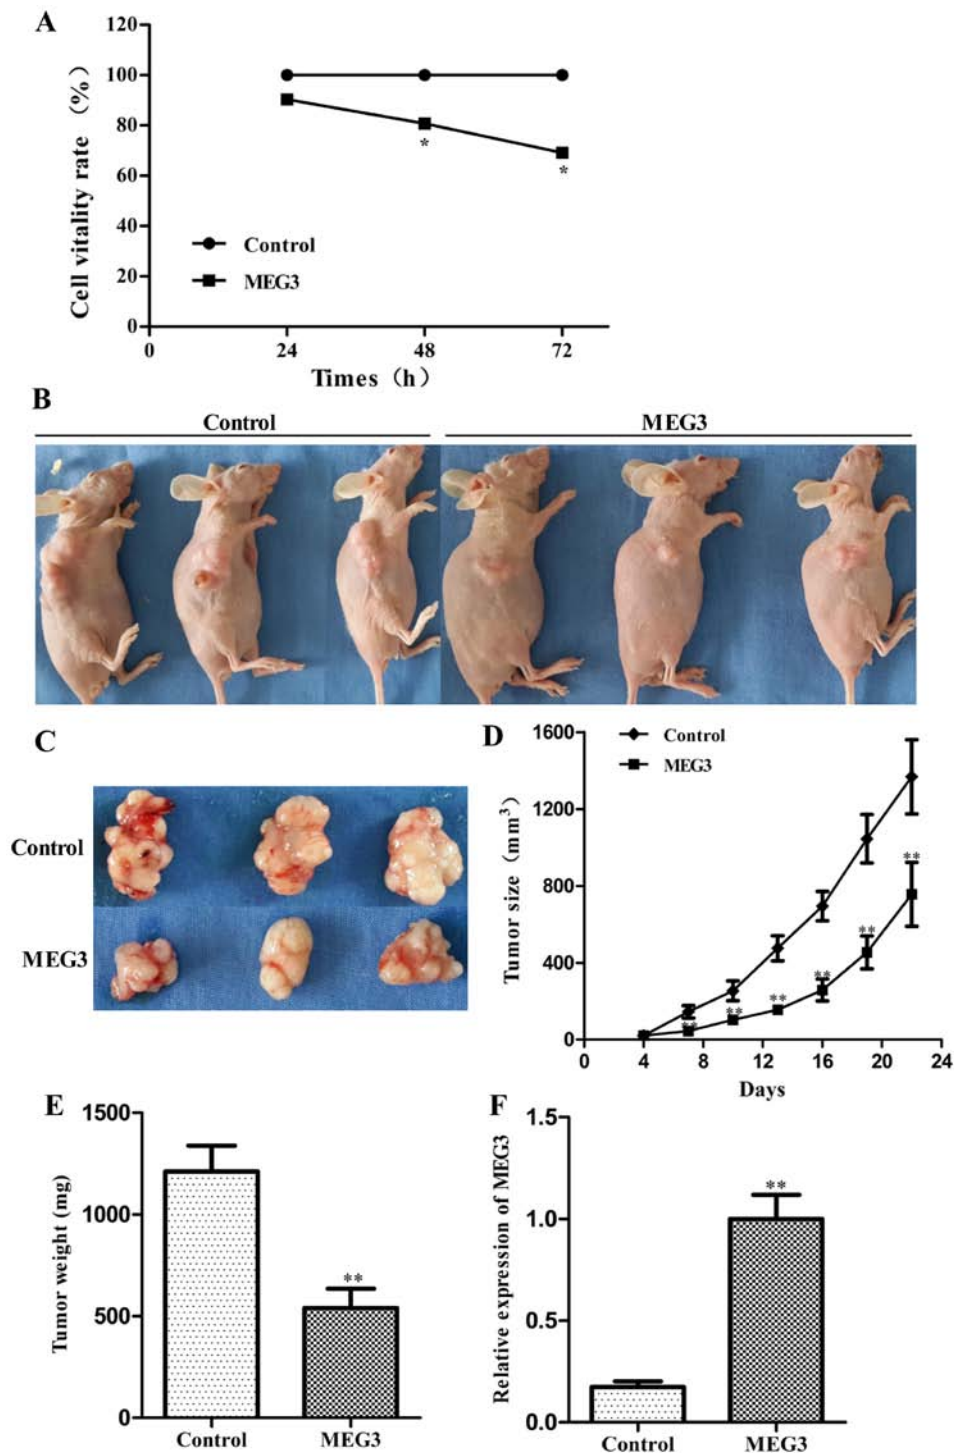 A
120
100
80
60
40
20
0
Cell vitality rate （%）
Control
MEG3
*
*
0 24 48 72
Times（h）
B
Control MEG3
C
Control
MEG3
D
Control
MEG3
1600
1200
800
400
0
Tumor size（mm³）
** ** ** ** ** **
0 4 8 12 16 20 24
Days
E
1500
1000
500
0
Tumor weight (mg)
**
Control MEG3
F
1.5
1.0
0.5
0.0
Relative expression of MEG3
**
Control MEG3